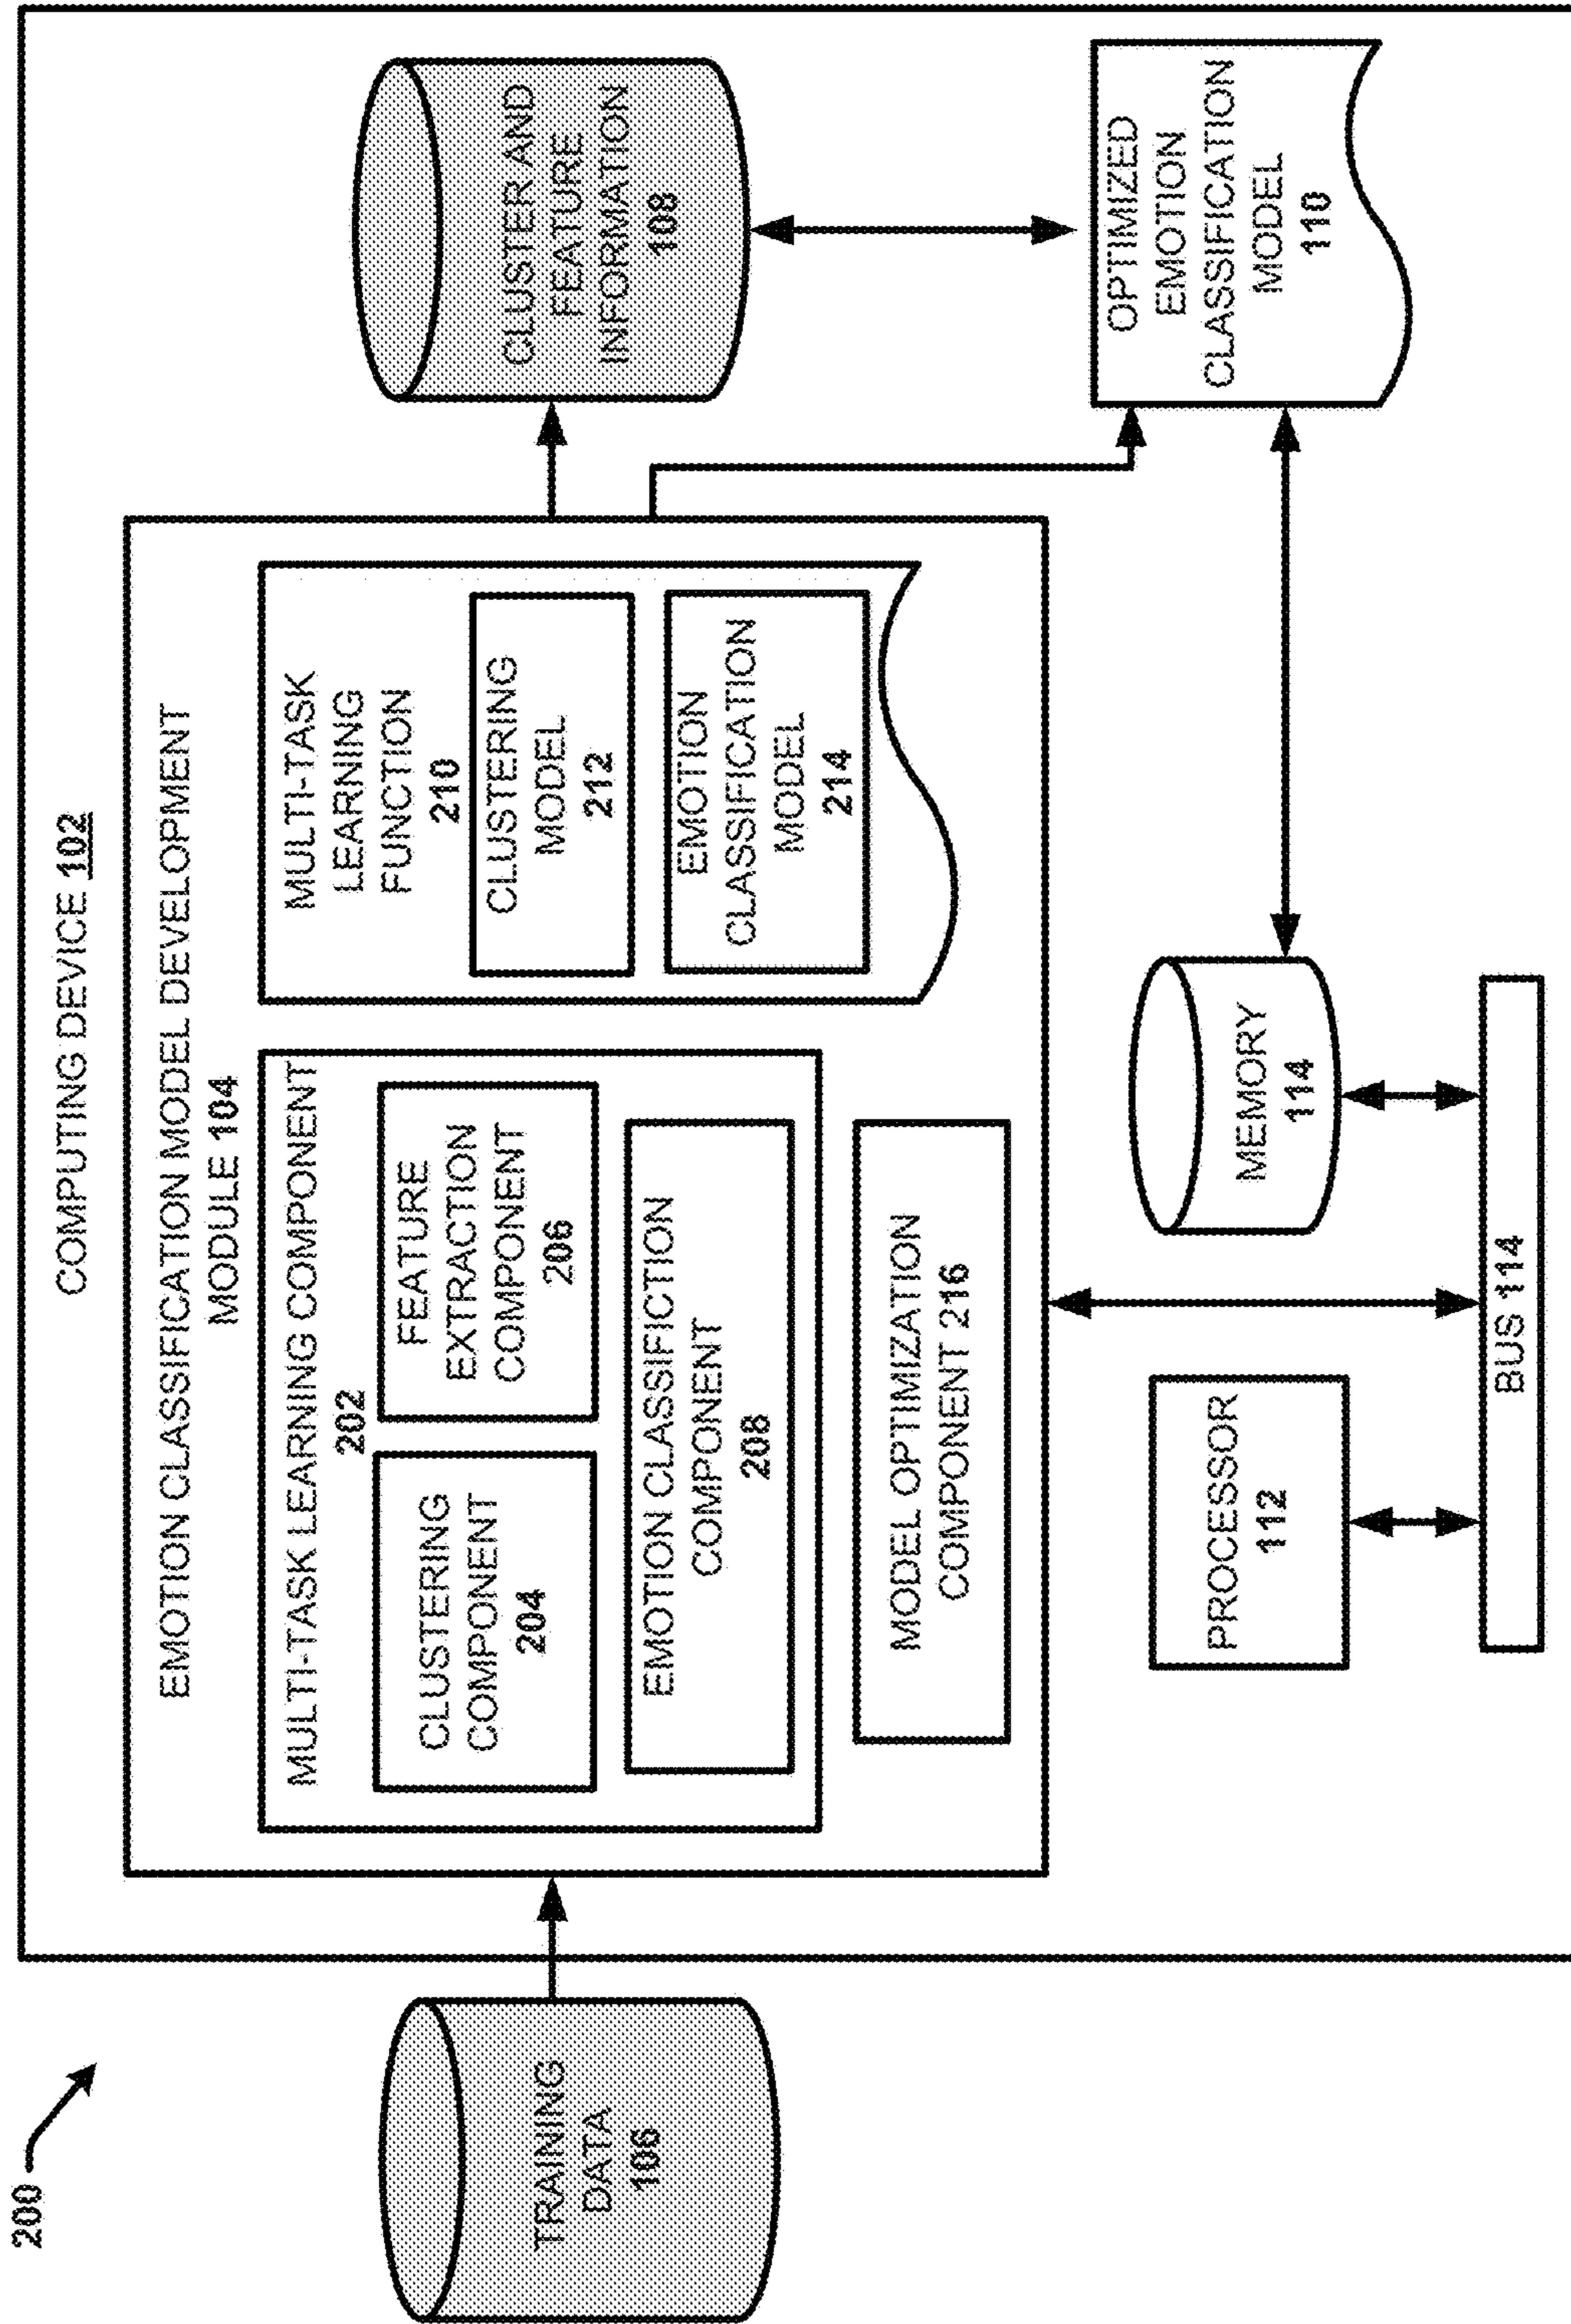 200
COMPUTING DEVICE 102
EMOTION CLASSIFICATION MODEL DEVELOPMENT
MODULE 104
TRAINING
DATA
106
MULTI-TASK LEARNING COMPONENT
202
CLUSTERING
COMPONENT
204
FEATURE
EXTRACTION
COMPONENT
206
EMOTION CLASSIFICTION
COMPONENT
208
MODEL OPTIMIZATION
COMPONENT 216
MULTI-TASK
LEARNING
FUNCTION
210
CLUSTERING
MODEL
212
EMOTION
CLASSIFICATION
MODEL
214
CLUSTER AND
FEATURE
INFORMATION
108
OPTIMIZED
EMOTION
CLASSIFICATION
MODEL
110
PROCESSOR
112
MEMORY
114
BUS 114